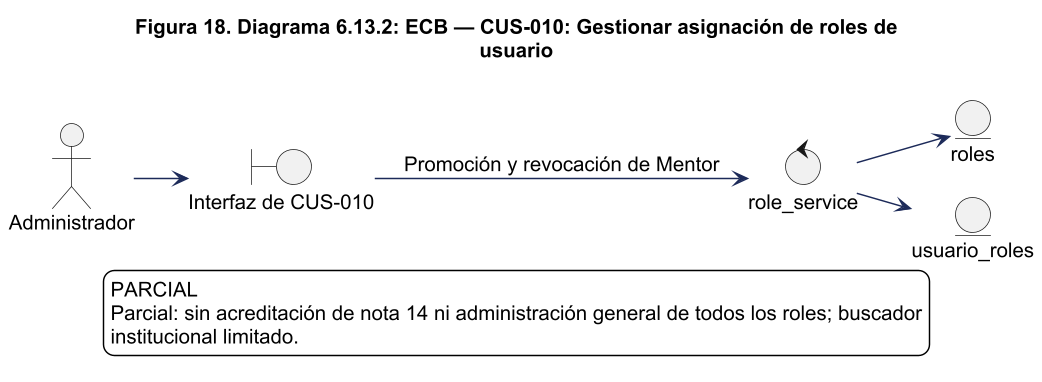 Figura 18. Diagrama 6.13.2: ECB — CUS-010: Gestionar asignación de roles de
usuario
Promoción y revocación de Mentor
roles
Administrador
Interfaz de CUS-010
role_service
usuario_roles
PARCIAL
Parcial: sin acreditación de nota 14 ni administración general de todos los roles; buscador
institucional limitado.